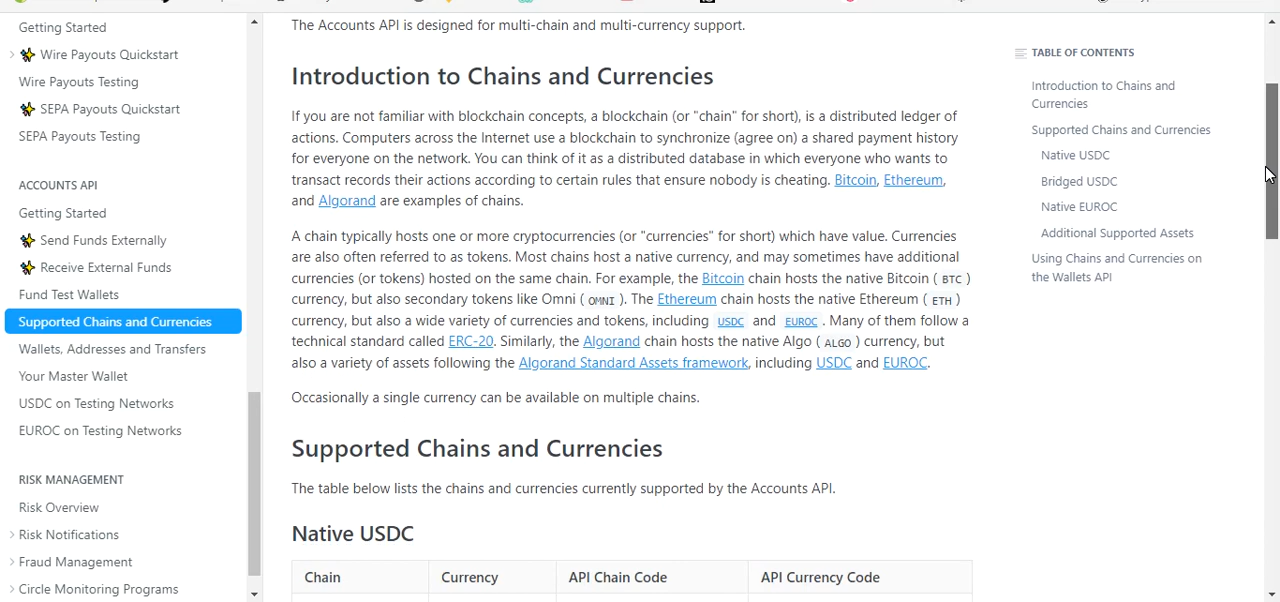 Getting Started
Wire Payouts Quickstart
Wire Payouts Testing
SEPA Payouts Quickstart
SEPA Payouts Testing
ACCOUNTS API
Getting Started
Send Funds Externally
Receive External Funds
Fund Test Wallets
Supported Chains and Currencies
Wallets, Addresses and Transfers
Your Master Wallet
USDC on Testing Networks
EUROC on Testing Networks
RISK MANAGEMENT
Risk Overview
Risk Notifications
Fraud Management
Circle Monitoring Programs
The Accounts API is designed for multi-chain and multi-currency support.
Introduction to Chains and Currencies
If you are not familiar with blockchain concepts, a blockchain (or "chain" for short), is a distributed ledger of
actions. Computers across the Internet use a blockchain to synchronize (agree on) a shared payment history
for everyone on the network. You can think of it as a distributed database in which everyone who wants to
transact records their actions according to certain rules that ensure nobody is cheating. Bitcoin, Ethereum,
and Algorand are examples of chains.
A chain typically hosts one or more cryptocurrencies (or "currencies" for short) which have value. Currencies
are also often referred to as tokens. Most chains host a native currency, and may sometimes have additional
currencies (or tokens) hosted on the same chain. For example, the Bitcoin chain hosts the native Bitcoin ( BTC )
currency, but also secondary tokens like Omni ( OMNI ). The Ethereum chain hosts the native Ethereum ( ETH )
currency, but also a wide variety of currencies and tokens, including USDC and EUROC . Many of them follow a
technical standard called ERC-20. Similarly, the Algorand chain hosts the native Algo ( ALGO ) currency, but
also a variety of assets following the Algorand Standard Assets framework, including USDC and EUROC.
Occasionally a single currency can be available on multiple chains.
Supported Chains and Currencies
The table below lists the chains and currencies currently supported by the Accounts API.
Native USDC
Chain Currency API Chain Code API Currency Code
TABLE OF CONTENTS
Introduction to Chains and
Currencies
Supported Chains and Currencies
Native USDC
Bridged USDC
Native EUROC
Additional Supported Assets
Using Chains and Currencies on
the Wallets API